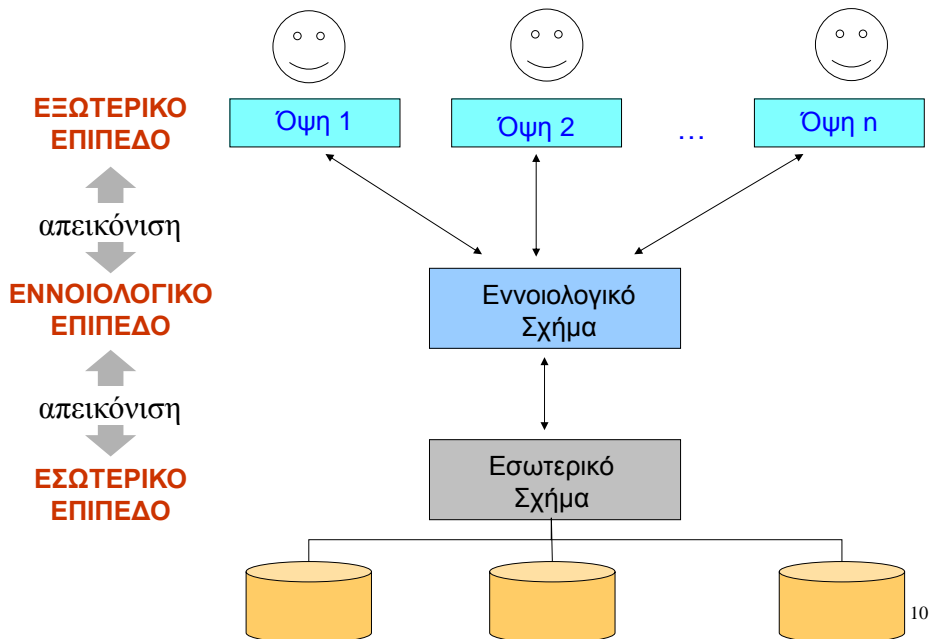 ΕΞΩΤΕΡΙΚΟ
ΕΠΙΠΕΔΟ
Όψη 1
Όψη 2
...
Όψη n
απεικόνιση
ΕΝΝΟΙΟΛΟΓΙΚΟ
ΕΠΙΠΕΔΟ
Εννοιολογικό
Σχήμα
απεικόνιση
ΕΣΩΤΕΡΙΚΟ
ΕΠΙΠΕΔΟ
Εσωτερικό
Σχήμα
10